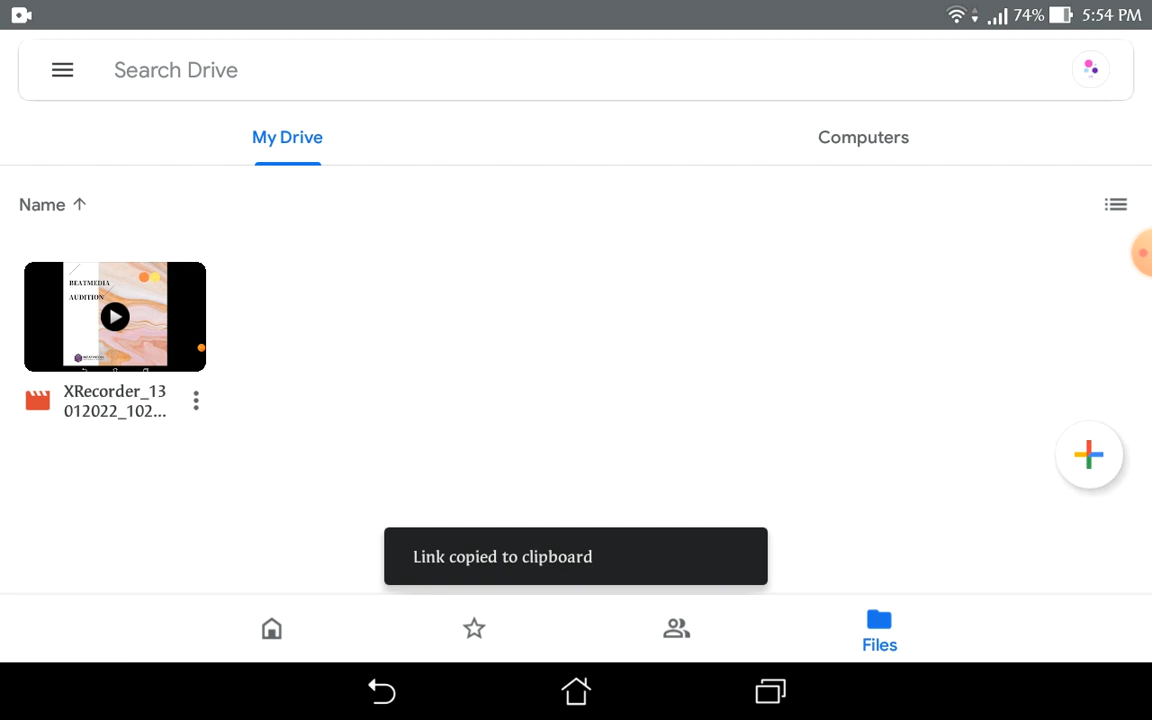 74% 5:54 PM
Search Drive
My Drive
Computers
Name
BEATMEDIA
AUDITION
XRecorder_13
012022_102...
Link copied to clipboard
Files